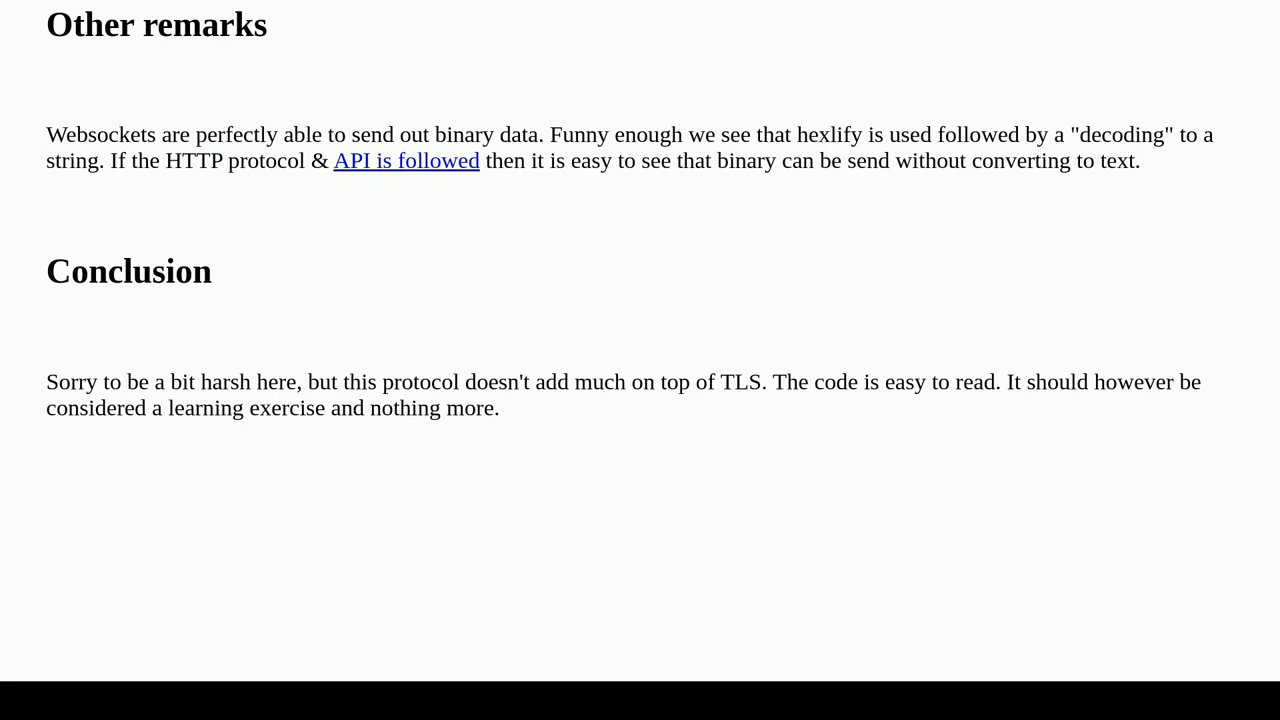 Other remarks
Websockets are perfectly able to send out binary data. Funny enough we see that hexlify is used followed by a "decoding" to a
string. If the HTTP protocol & API is followed then it is easy to see that binary can be send without converting to text.
Conclusion
Sorry to be a bit harsh here, but this protocol doesn't add much on top of TLS. The code is easy to read. It should however be
considered a learning exercise and nothing more.